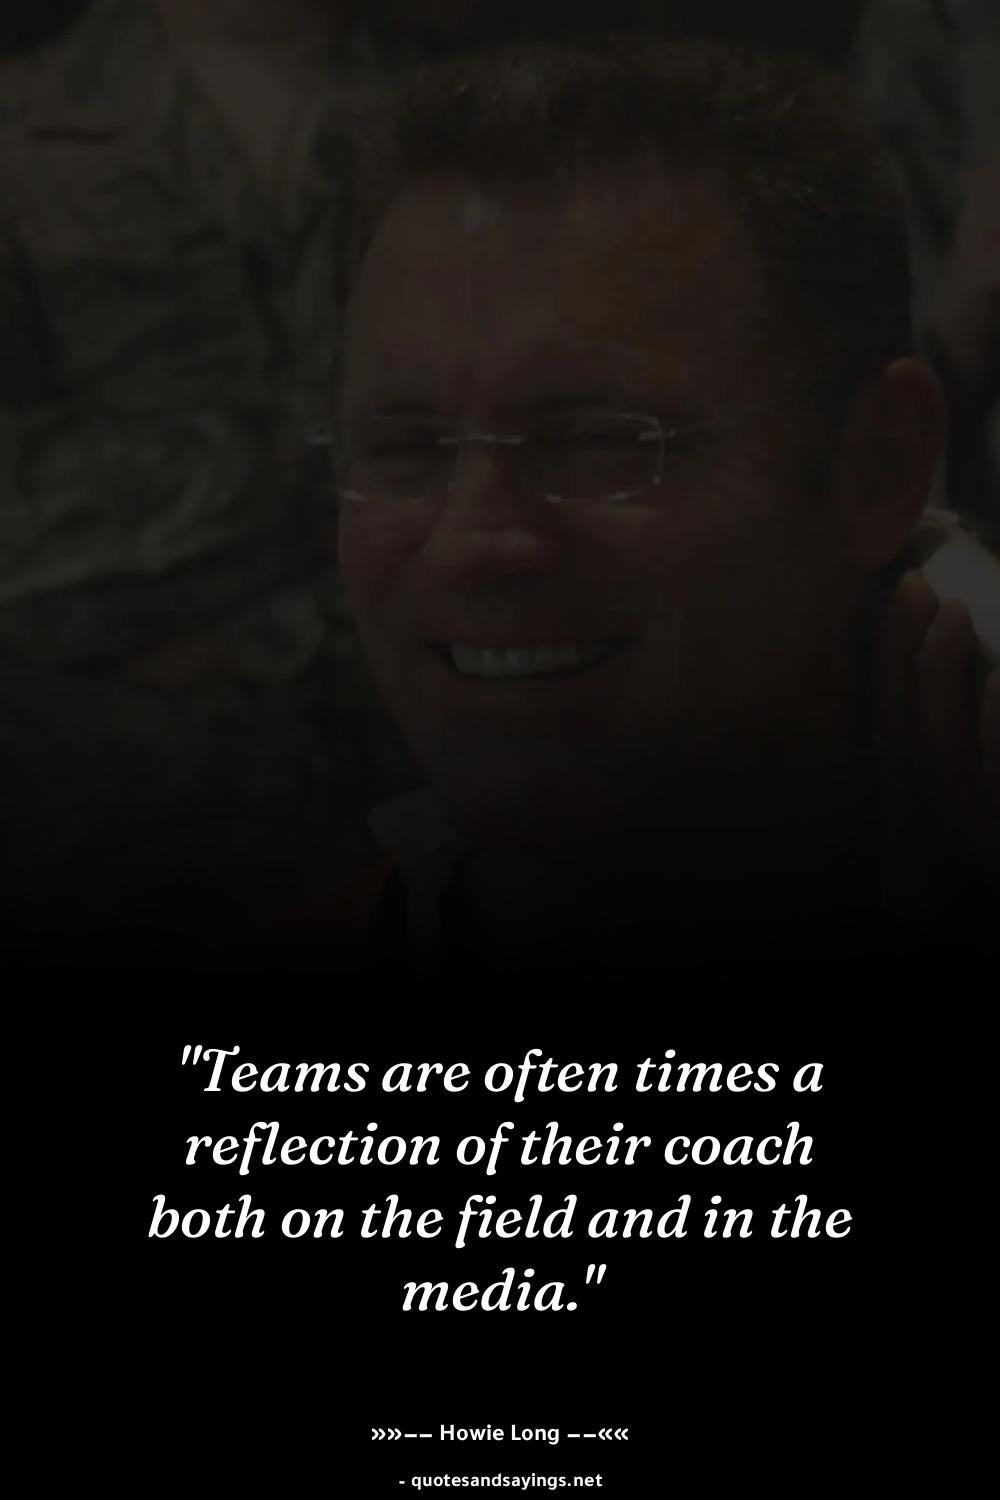 "Teams are often times a
reflection of their coach
both on the field and in the
media."
»»−− Howie Long −−««
- quotesandsayings.net